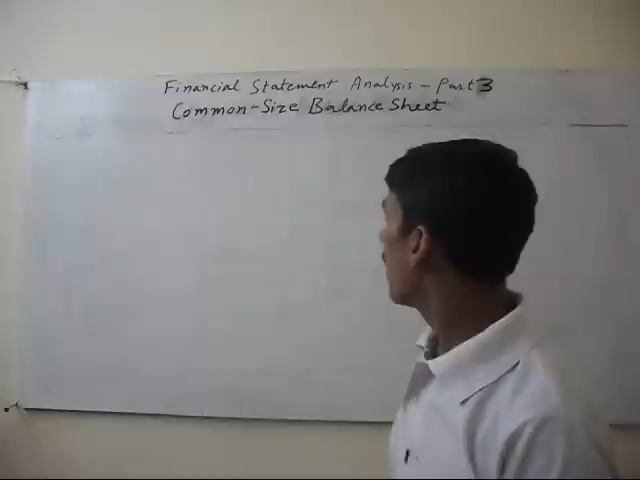 Financial Statement Analysis - Part 3
Common-Size Balance Sheet